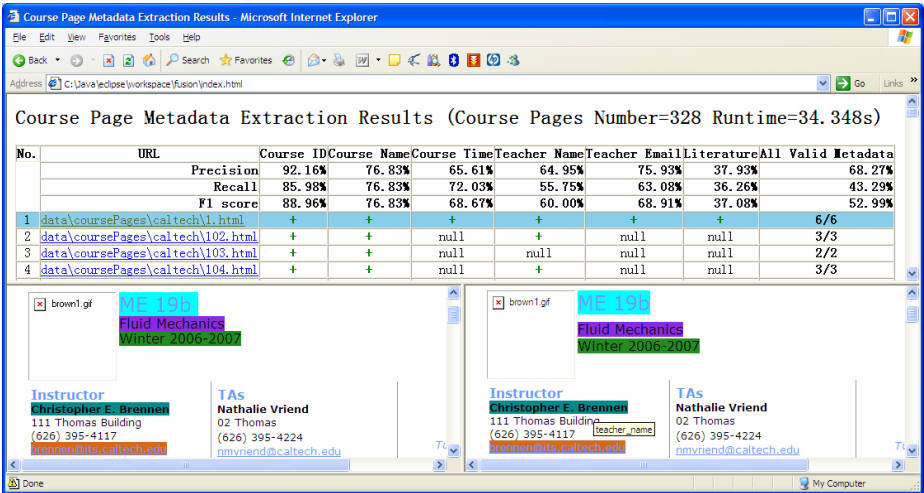 Course Page Metadata Extraction Results - Microsoft Internet Explorer
File Edit View Favorites Tools Help
Back Search Favorites
Address C:\Java\eclipse\workspace\fusion\index.html Go Links »
Course Page Metadata Extraction Results (Course Pages Number=328 Runtime=34.348s)
No. URL Course ID Course Name Course Time Teacher Name Teacher Email Literature All Valid Metadata
Precision 92.16% 76.83% 65.61% 64.95% 75.93% 37.93% 68.27%
Recall 85.98% 76.83% 72.03% 55.75% 63.08% 36.26% 43.29%
F1 score 88.96% 76.83% 68.67% 60.00% 68.91% 37.08% 52.99%
1 data\coursePages\caltech\1.html + + + + + + 6/6
2 data\coursePages\caltech\102.html + + null + null null 3/3
3 data\coursePages\caltech\103.html + + null null null null 2/2
4 data\coursePages\caltech\104.html + + null + null null 3/3
brown1.gif
ME 19b
Fluid Mechanics
Winter 2006-2007
Instructor TAs
Christopher E. Brennen Nathalie Vriend
111 Thomas Building 02 Thomas
(626) 395-4117 (626) 395-4224
brennen@its.caltech.edu nmvriend@caltech.edu
brown1.gif
ME 19b
Fluid Mechanics
Winter 2006-2007
Instructor TAs
Christopher E. Brennen Nathalie Vriend
111 Thomas Building 02 Thomas
(626) 395-4117 teacher_name (626) 395-4224
brennen@its.caltech.edu nmvriend@caltech.edu
Done My Computer